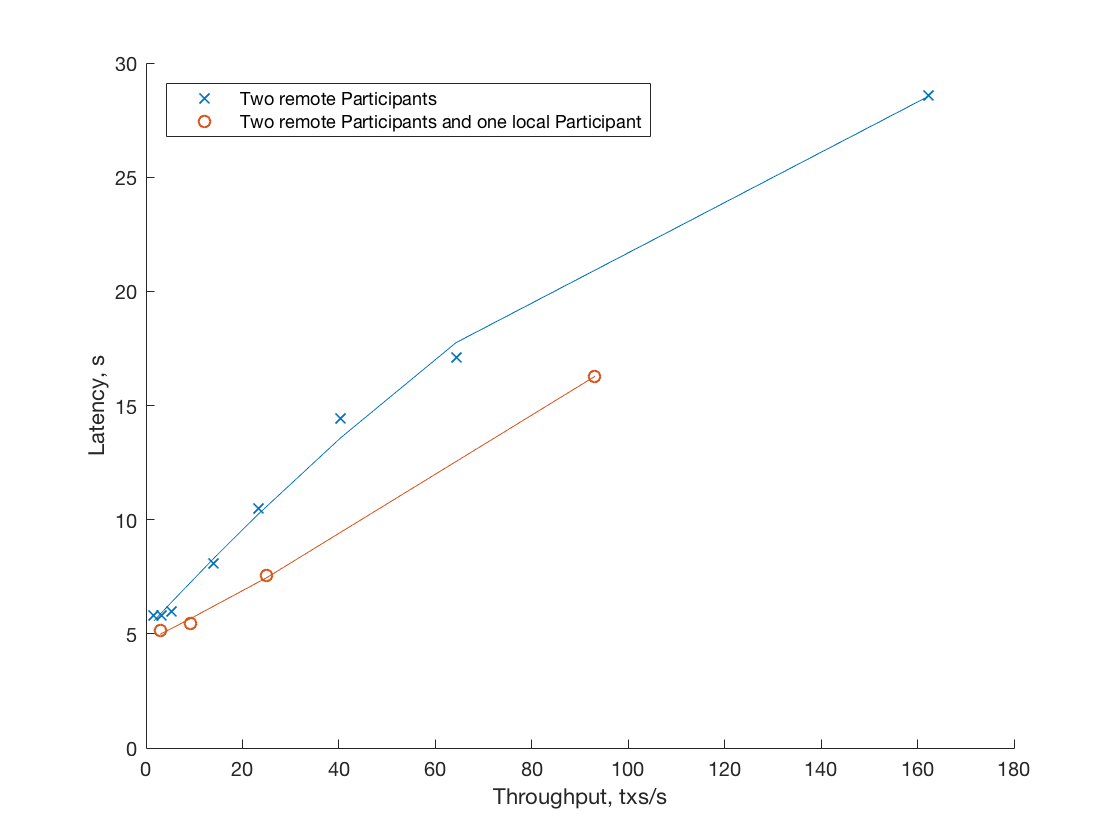 30
Two remote Participants
Two remote Participants and one local Participant
25
20
15
10
5
0
Latency, s
0 20 40 60 80 100 120 140 160 180
Throughput, txs/s